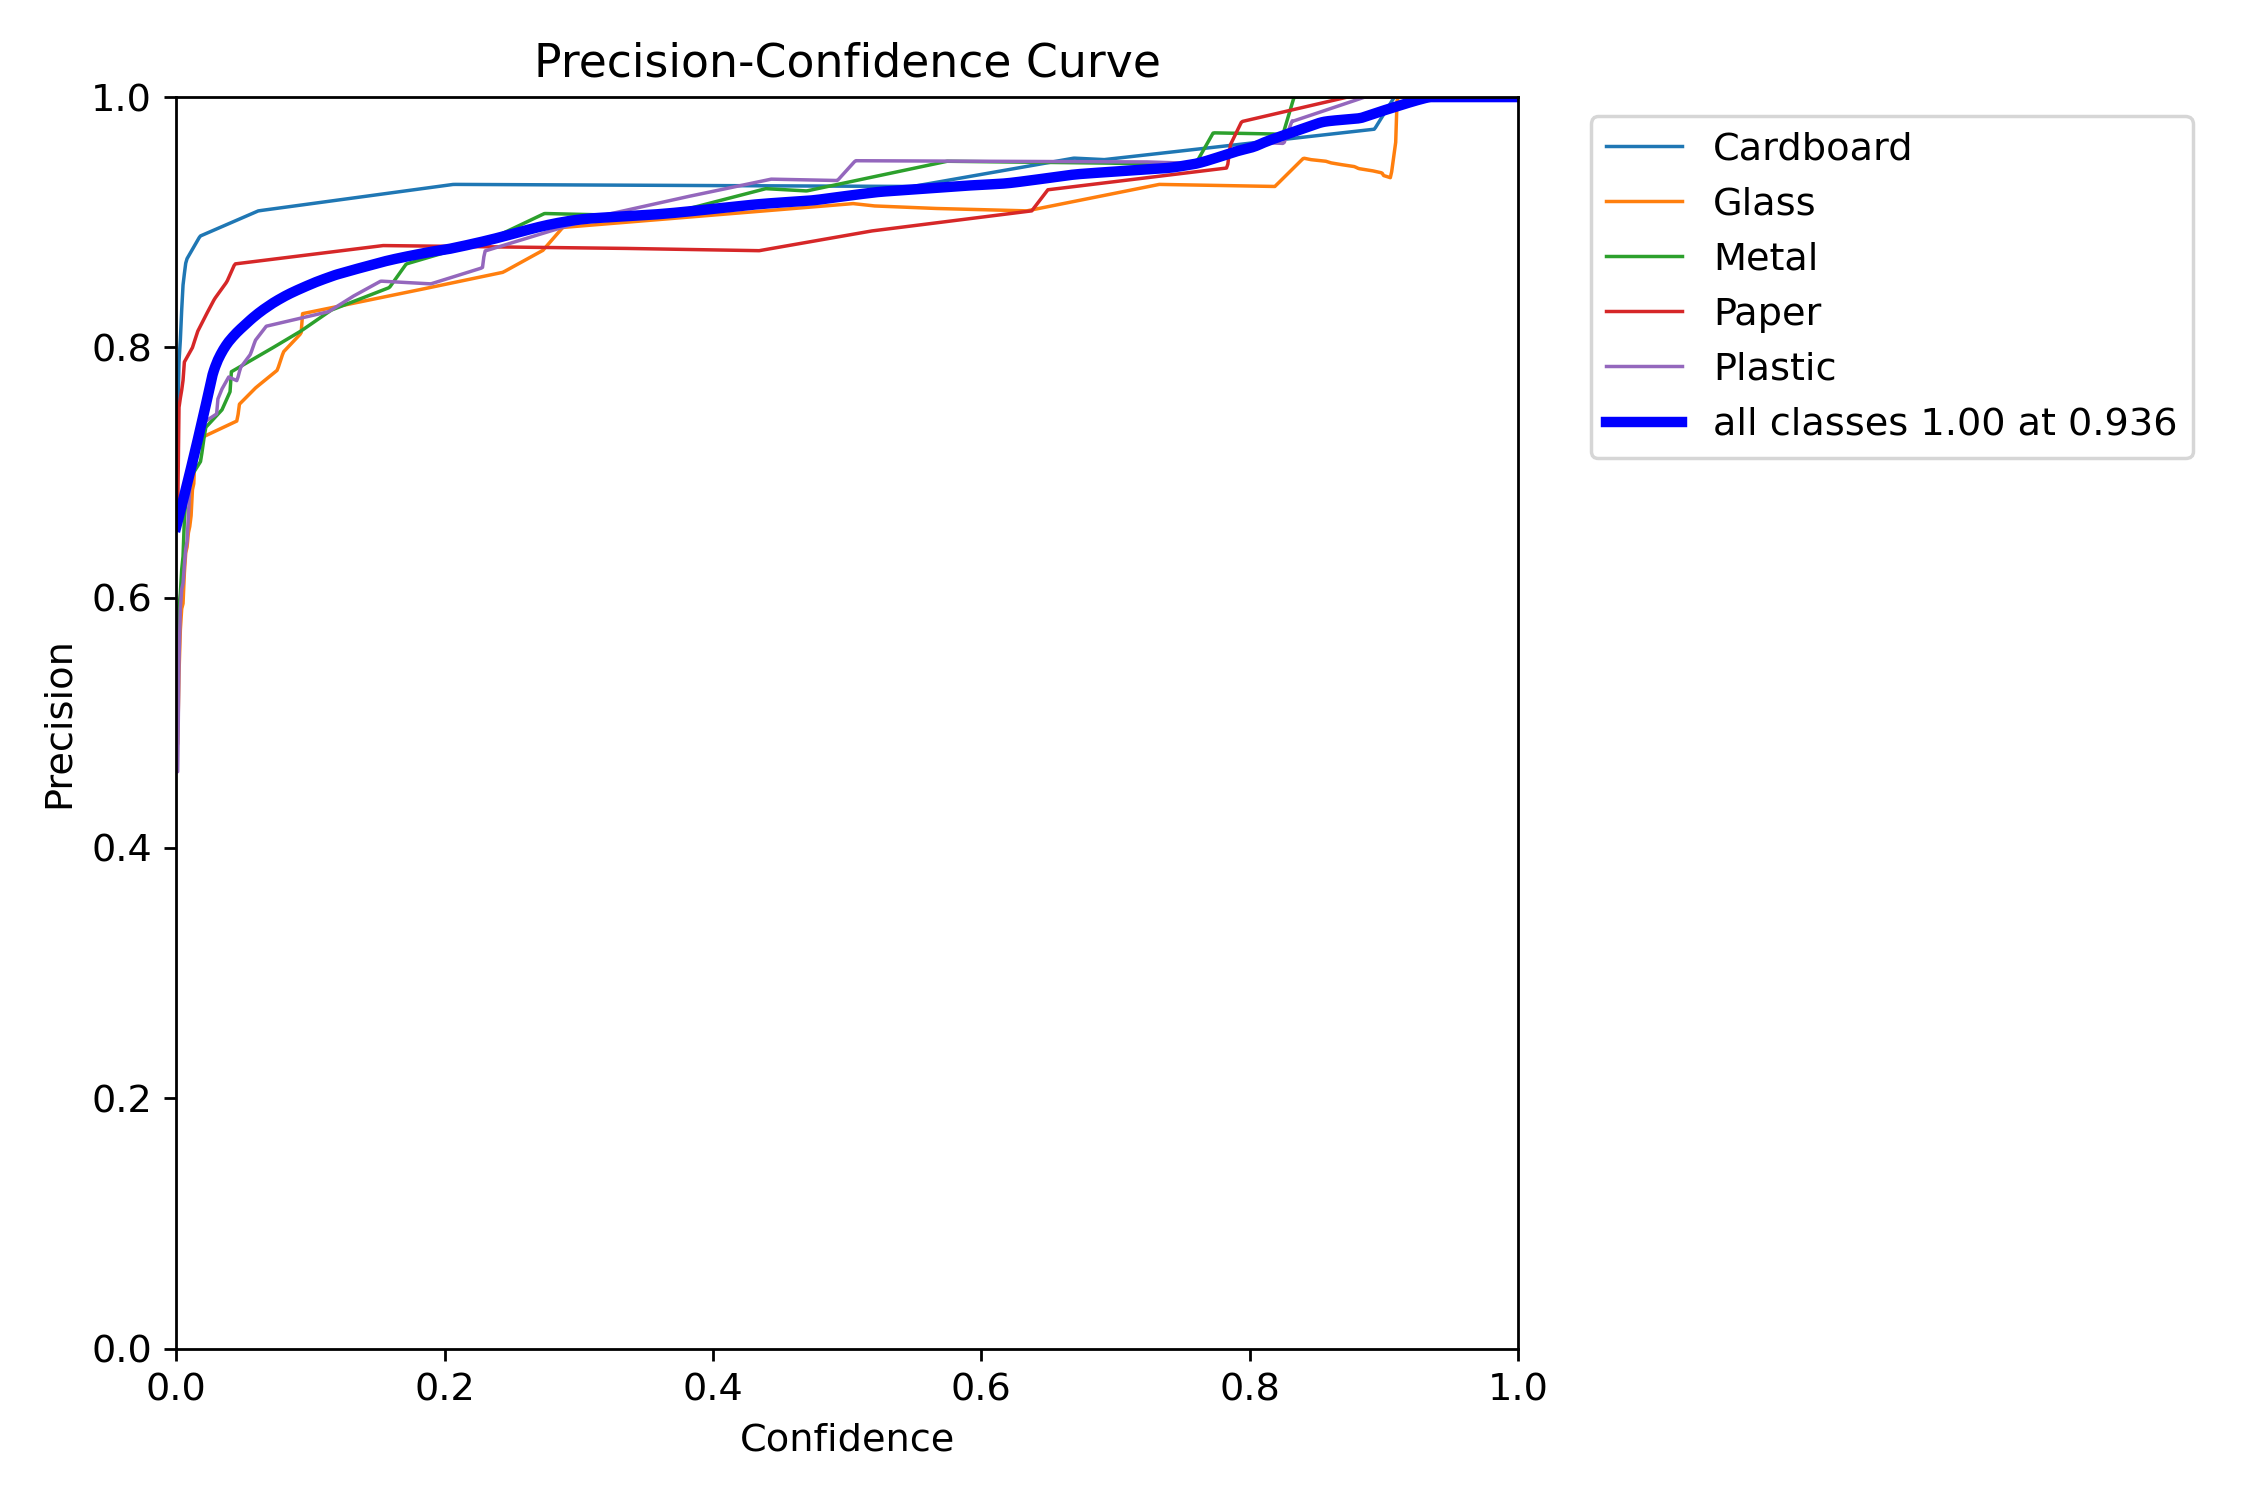 Precision-Confidence Curve
1.0
0.8
0.6
0.4
0.2
0.0
Precision
0.0 0.2 0.4 0.6 0.8 1.0
Confidence
Cardboard
Glass
Metal
Paper
Plastic
all classes 1.00 at 0.936